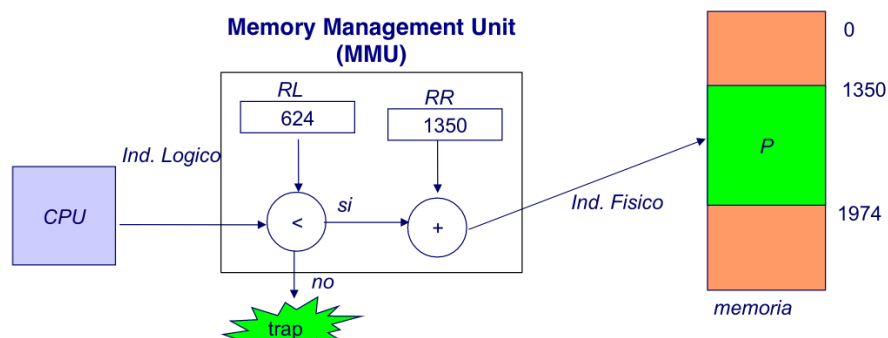 Memory Management Unit
(MMU)
0
RL
RR
1350
624
1350
Ind. Logico
P
CPU
si
<
+
Ind. Fisico
1974
no
memoria
trap